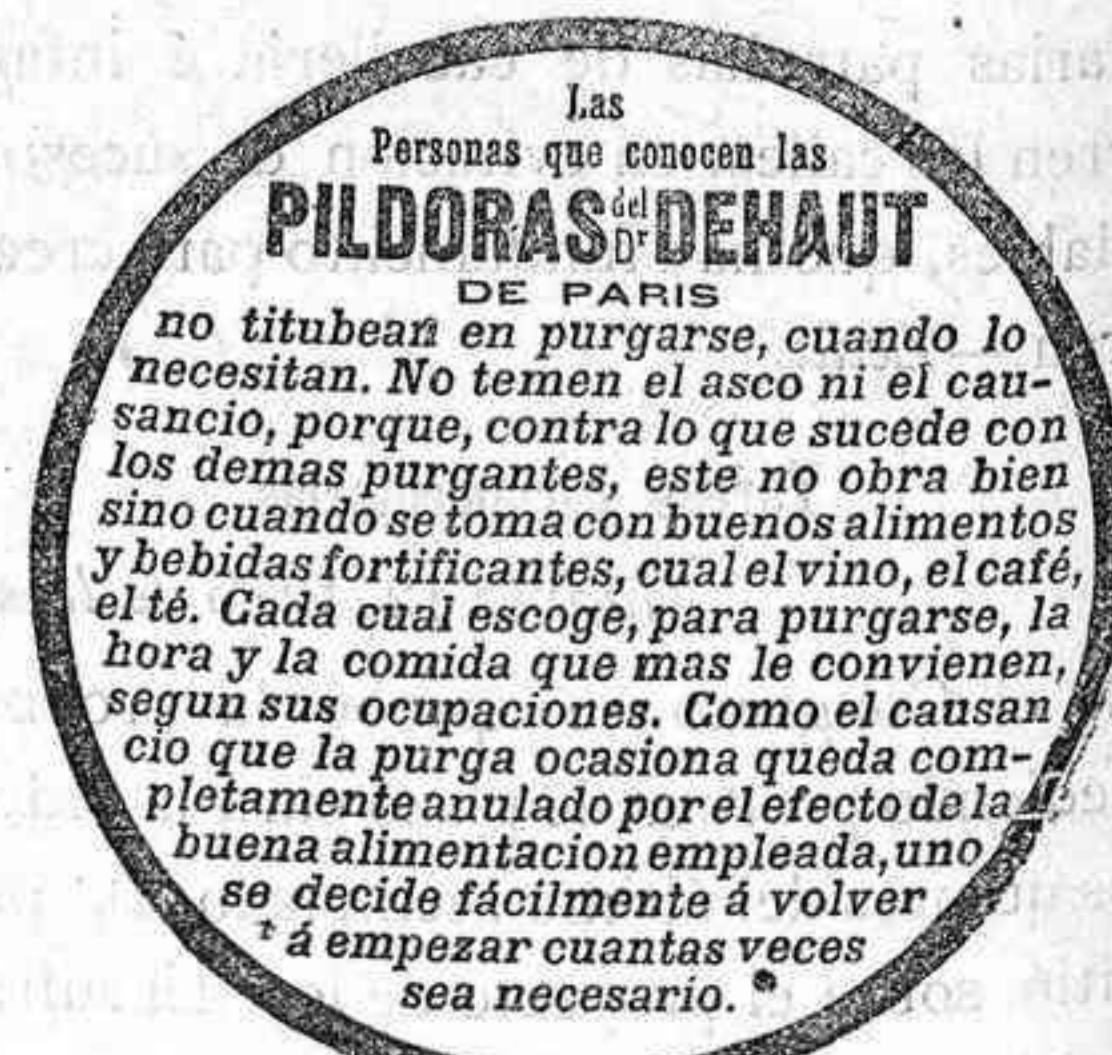 Las
Personas que conocen las
PILDORAS del Dr DEHAUT
DE PARIS
no titubean en purgarse, cuando lo
necesitan. No temen el asco ni el cau-
sancio, porque, contra lo que sucede con
los demas purgantes, este no obra bien
sino cuando se toma con buenos alimentos
y bebidas fortificantes, cual el vino, el café,
el té. Cada cual escoge, para purgarse, la
hora y la comida que mas le convienen,
segun sus ocupaciones. Como el causan
cio que la purga ocasiona queda com-
pletamente anulado por el efecto de la
buena alimentacion empleada, uno
se decide fácilmente á volver
á empezar cuantas veces
sea necesario.